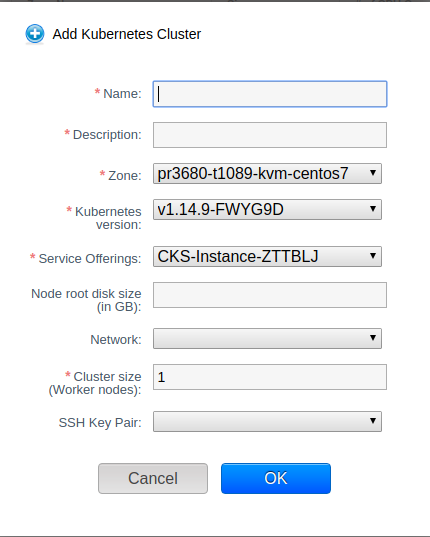 Add Kubernetes Cluster
* Name:
* Description:
* Zone: pr3680-t1089-kvm-centos7
* Kubernetes
version: v1.14.9-FWYG9D
* Service Offerings: CKS-Instance-ZTTBLJ
Node root disk size
(in GB):
Network:
* Cluster size
(Worker nodes): 1
SSH Key Pair:
Cancel OK